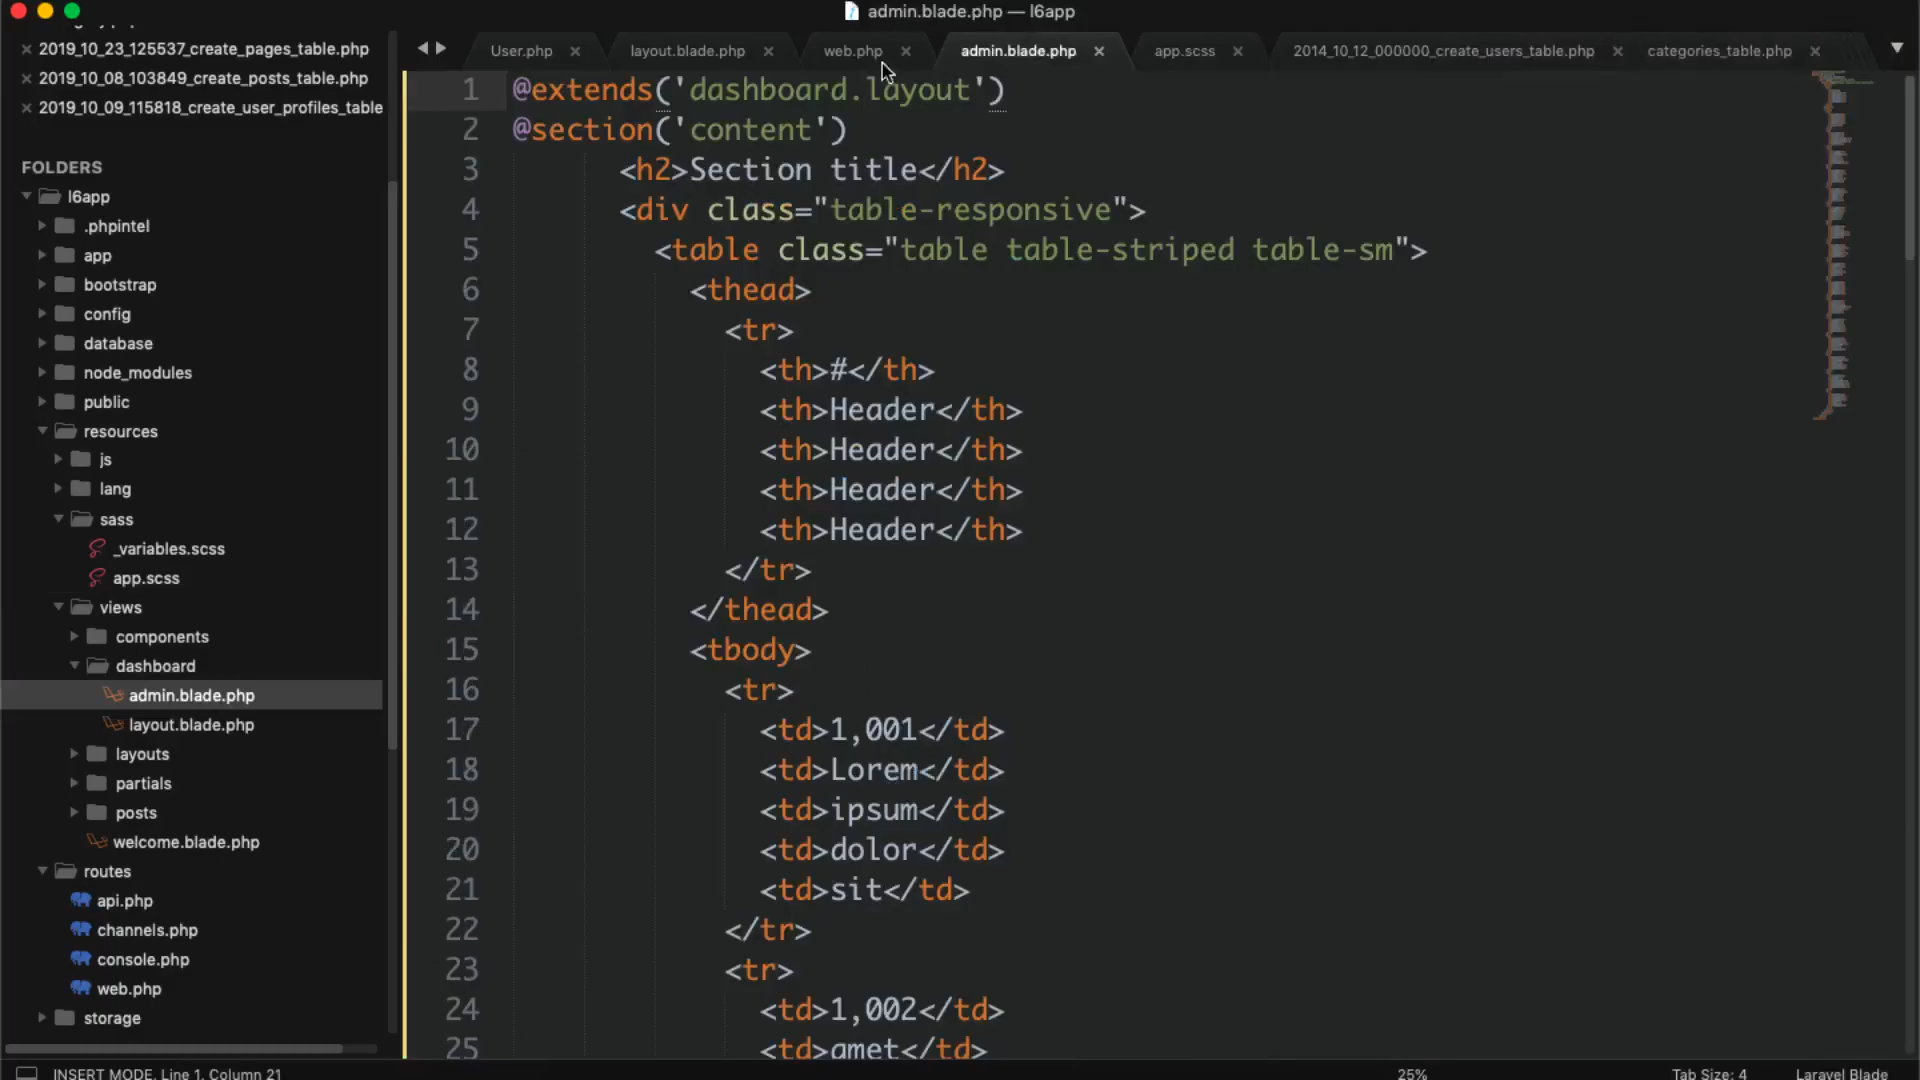 admin.blade.php — l6app
2019_10_23_125537_create_pages_table.php
2019_10_08_103849_create_posts_table.php
2019_10_09_115818_create_user_profiles_table
FOLDERS
l6app
.phpintel
app
bootstrap
config
database
node_modules
public
resources
js
lang
sass
_variables.scss
app.scss
views
components
dashboard
admin.blade.php
layout.blade.php
layouts
partials
posts
welcome.blade.php
routes
api.php
channels.php
console.php
web.php
storage
User.php layout.blade.php web.php admin.blade.php app.scss 2014_10_12_000000_create_users_table.php categories_table.php
1 @extends('dashboard.layout')
2 @section('content')
3 <h2>Section title</h2>
4 <div class="table-responsive">
5 <table class="table table-striped table-sm">
6 <thead>
7 <tr>
8 <th>#</th>
9 <th>Header</th>
10 <th>Header</th>
11 <th>Header</th>
12 <th>Header</th>
13 </tr>
14 </thead>
15 <tbody>
16 <tr>
17 <td>1,001</td>
18 <td>Lorem</td>
19 <td>ipsum</td>
20 <td>dolor</td>
21 <td>sit</td>
22 </tr>
23 <tr>
24 <td>1,002</td>
25 <td>amet</td>
INSERT MODE, Line 1, Column 21 25% Tab Size: 4 Laravel Blade